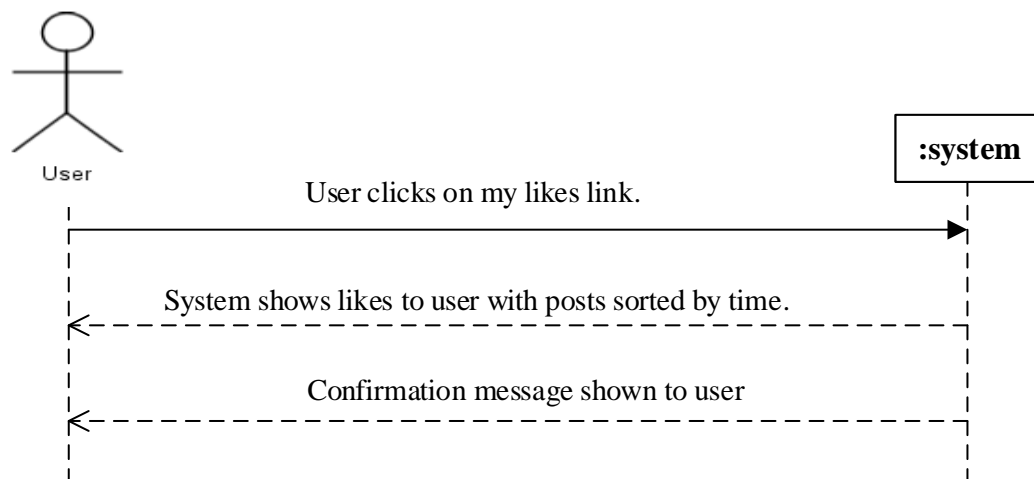 User
:system
User clicks on my likes link.
System shows likes to user with posts sorted by time.
Confirmation message shown to user